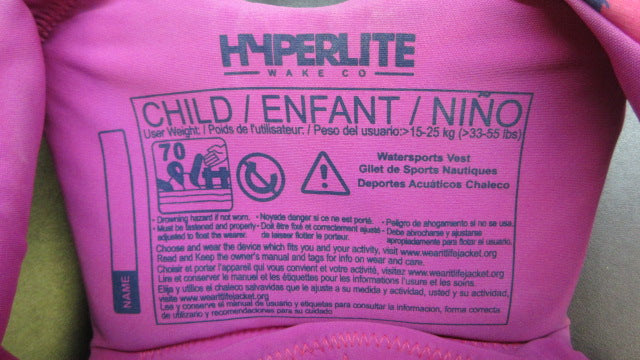 HYPERLITE
WAKE CO
CHILD / ENFANT / NIÑO
User Weight: / Poids de l'utilisateur: / Peso del usuario:>15-25 kg (>33-55 lbs)
70
Watersports Vest
Gilet de Sports Nautiques
Deportes Acuáticos Chaleco
• Drowning hazard if not worn.
• Must be fastened and properly
adjusted to float the wearer.
• Noyade danger si ce ne est porté.
• Doit être fixé et correctement ajusté
de laisser flotter le porteur.
• Peligro de ahogamiento si no se usa.
• Debe abrocharse y ajustarse
apropiadamente para flotar al usuario.
Choose and wear the device which fits you and your activity, visit www.wearitlifejacket.org
Read and Keep the owner's manual and tags for info on wear and care.
Choisir et porter l'appareil qui vous convient et votre activité, visitez www.wearitlifejacket.org
Lire et conserver le manuel et les étiquettes pour les informations l'usure et les soins.
Elija y utilice el chaleco salvavidas que le ajuste a su medida y actividad, usted y su actividad,
visite www.wearitlifejacket.org
Lea y conserve el manual de usuario y etiquetas para consultar la información, forma correcta
de utilizarlo y recomendaciones para su cuidado
NAME